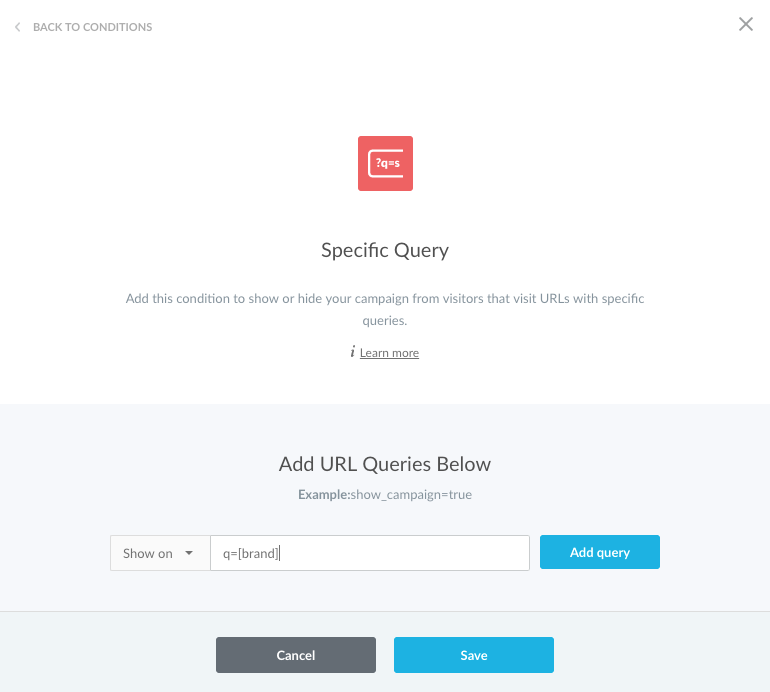 BACK TO CONDITIONS
?q=s
Specific Query
Add this condition to show or hide your campaign from visitors that visit URLs with specific
queries.
i Learn more
Add URL Queries Below
Example:show_campaign=true
Show on q=[brand] Add query
Cancel Save